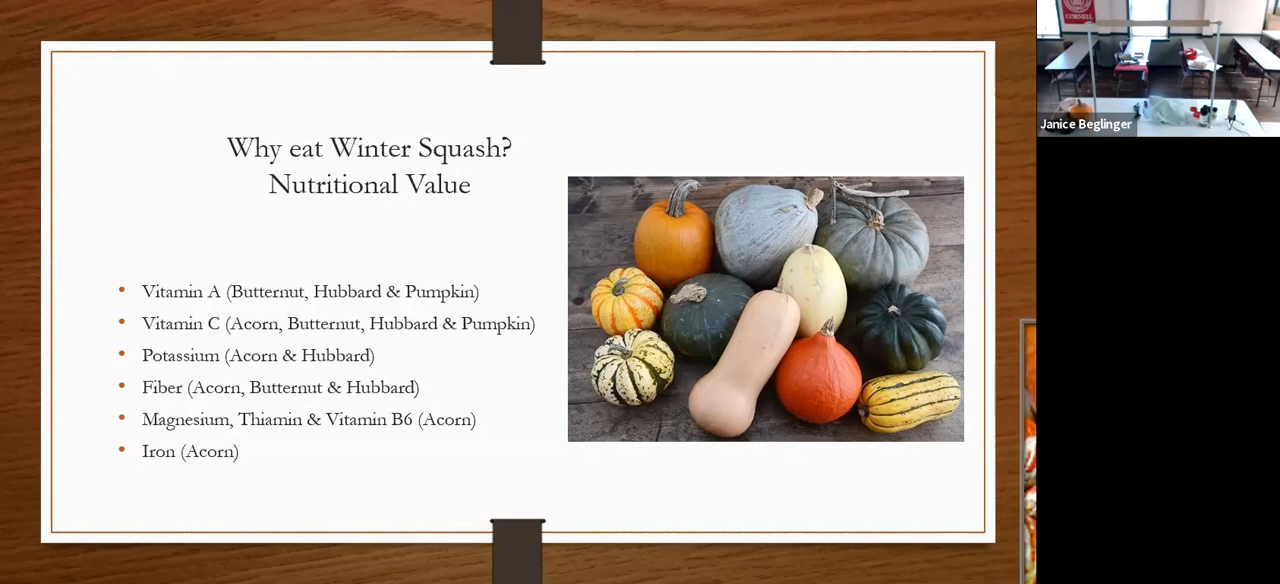 Why eat Winter Squash?
Nutritional Value
• Vitamin A (Butternut, Hubbard & Pumpkin)
• Vitamin C (Acorn, Butternut, Hubbard & Pumpkin)
• Potassium (Acorn & Hubbard)
• Fiber (Acorn, Butternut & Hubbard)
• Magnesium, Thiamin & Vitamin B6 (Acorn)
• Iron (Acorn)
CORNELL
Janice Beglinger